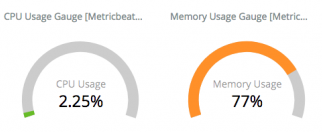 CPU Usage Gauge [Metricbeat...
Memory Usage Gauge [Metric...
CPU Usage
2.25%
Memory Usage
77%